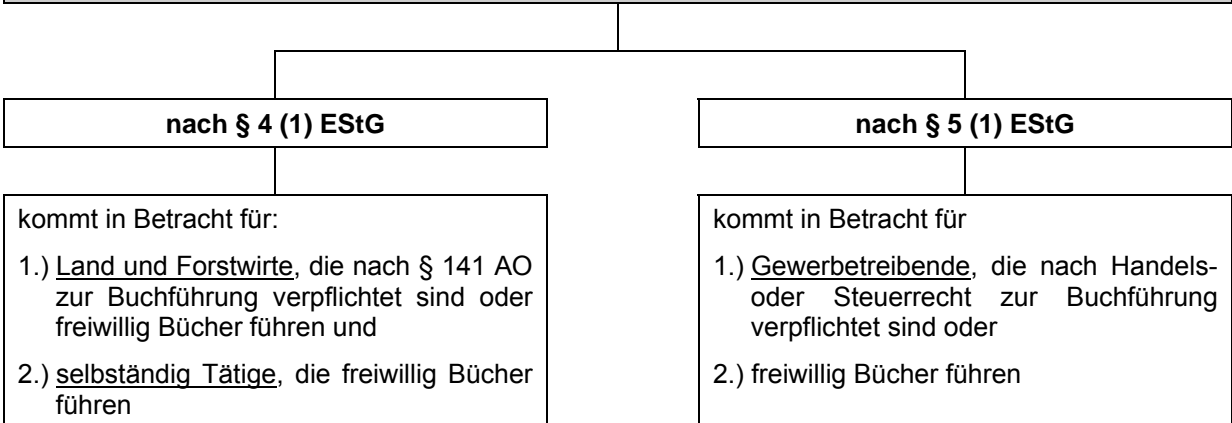 nach § 4 (1) EStG
kommt in Betracht für:
1.) Land und Forstwirte, die nach § 141 AO
zur Buchführung verpflichtet sind oder
freiwillig Bücher führen und
2.) selbständig Tätige, die freiwillig Bücher
führen
nach § 5 (1) EStG
kommt in Betracht für
1.) Gewerbetreibende, die nach Handels-
oder Steuerrecht zur Buchführung
verpflichtet sind oder
2.) freiwillig Bücher führen